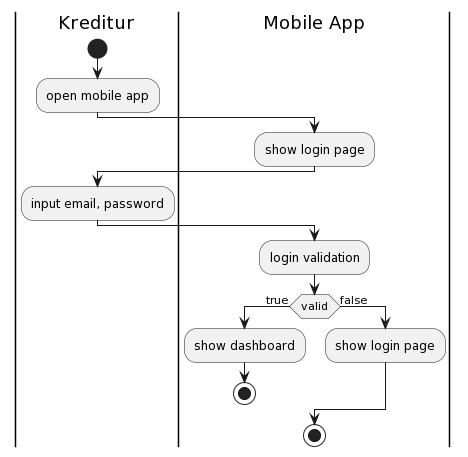 Kreditur
Mobile App
open mobile app
show login page
input email, password
login validation
true
valid
false
show dashboard
show login page